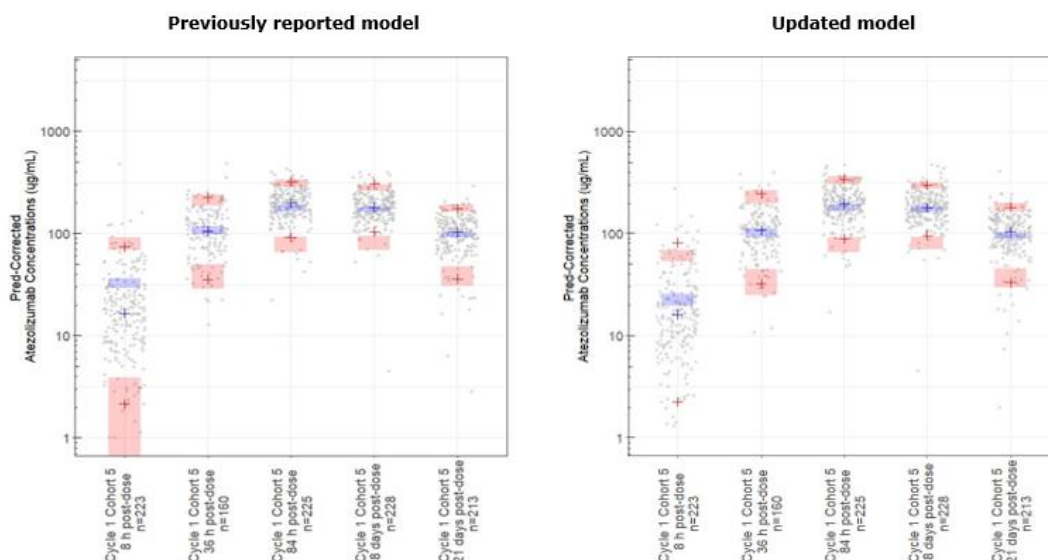 Previously reported model
Updated model
Pred-Corrected
Atezolizumab Concentrations (ug/mL)
1000
100
10
1
Cycle 1 Cohort 5
8 h post-dose
n=223
Cycle 1 Cohort 5
36 h post-dose
n=160
Cycle 1 Cohort 5
84 h post-dose
n=225
Cycle 1 Cohort 5
8 days post-dose
n=228
Cycle 1 Cohort 5
21 days post-dose
n=213
Pred-Corrected
Atezolizumab Concentrations (ug/mL)
1000
100
10
1
Cycle 1 Cohort 5
8 h post-dose
n=223
Cycle 1 Cohort 5
36 h post-dose
n=160
Cycle 1 Cohort 5
84 h post-dose
n=225
Cycle 1 Cohort 5
8 days post-dose
n=228
Cycle 1 Cohort 5
21 days post-dose
n=213